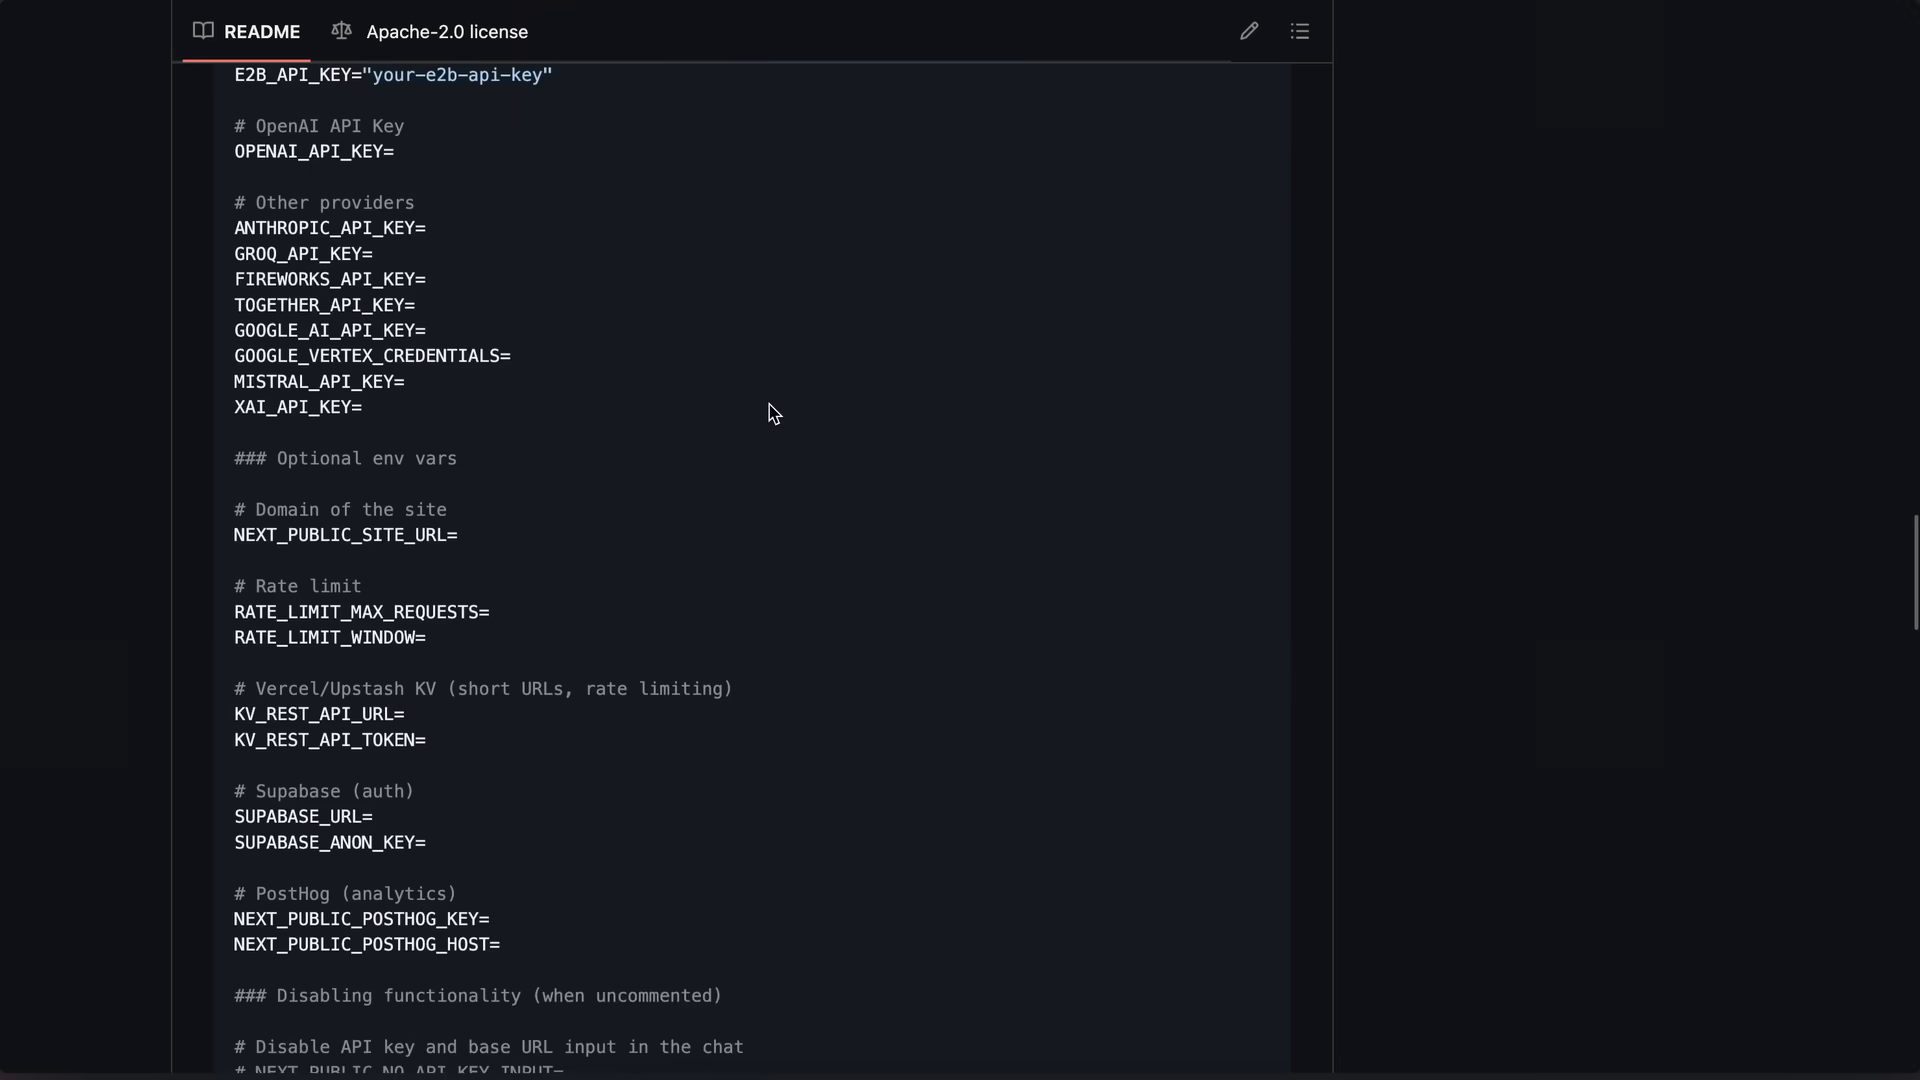 README
Apache-2.0 license
E2B_API_KEY="your-e2b-api-key"
# OpenAI API Key
OPENAI_API_KEY=
# Other providers
ANTHROPIC_API_KEY=
GROQ_API_KEY=
FIREWORKS_API_KEY=
TOGETHER_API_KEY=
GOOGLE_AI_API_KEY=
GOOGLE_VERTEX_CREDENTIALS=
MISTRAL_API_KEY=
XAI_API_KEY=
### Optional env vars
# Domain of the site
NEXT_PUBLIC_SITE_URL=
# Rate limit
RATE_LIMIT_MAX_REQUESTS=
RATE_LIMIT_WINDOW=
# Vercel/Upstash KV (short URLs, rate limiting)
KV_REST_API_URL=
KV_REST_API_TOKEN=
# Supabase (auth)
SUPABASE_URL=
SUPABASE_ANON_KEY=
# PostHog (analytics)
NEXT_PUBLIC_POSTHOG_KEY=
NEXT_PUBLIC_POSTHOG_HOST=
### Disabling functionality (when uncommented)
# Disable API key and base URL input in the chat
# NEXT_PUBLIC_NO_API_KEY_INPUT=